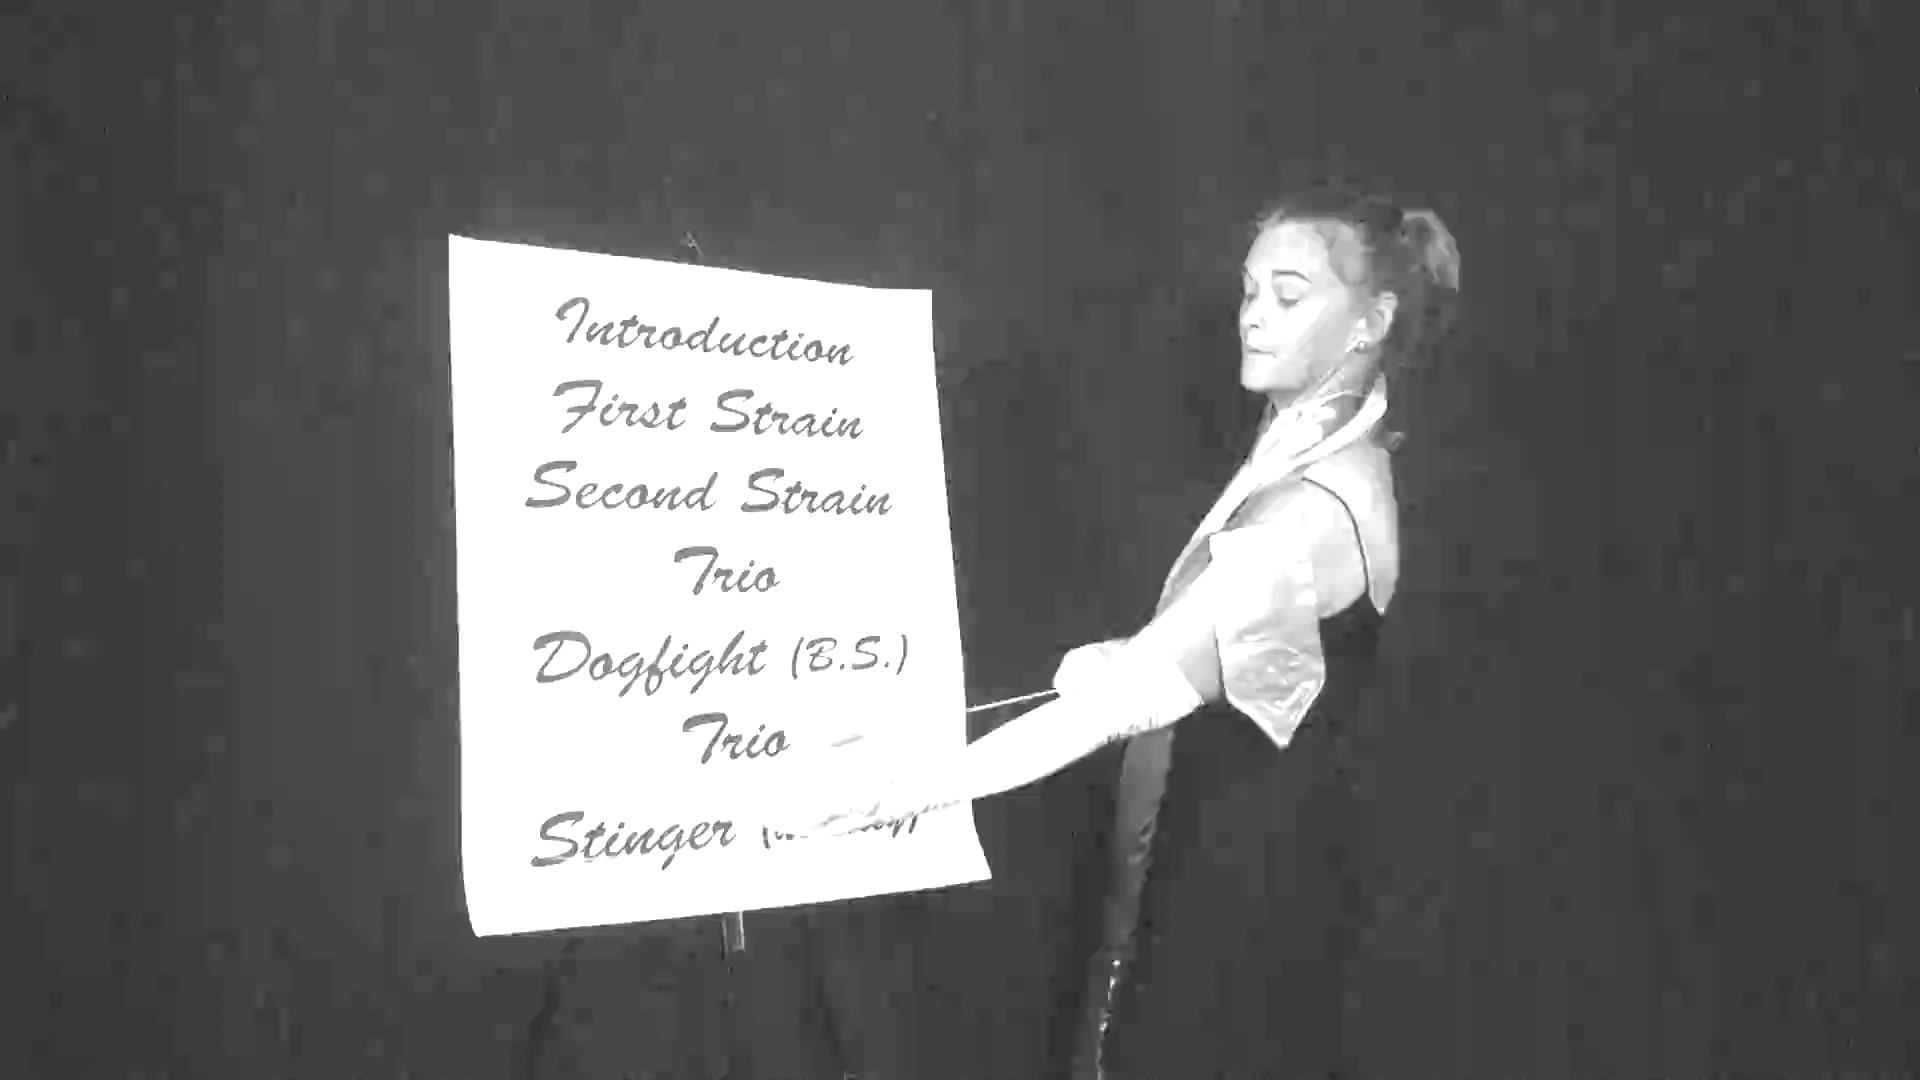 Introduction
First Strain
Second Strain
Trio
Dogfight (B.S.)
Trio
Stinger